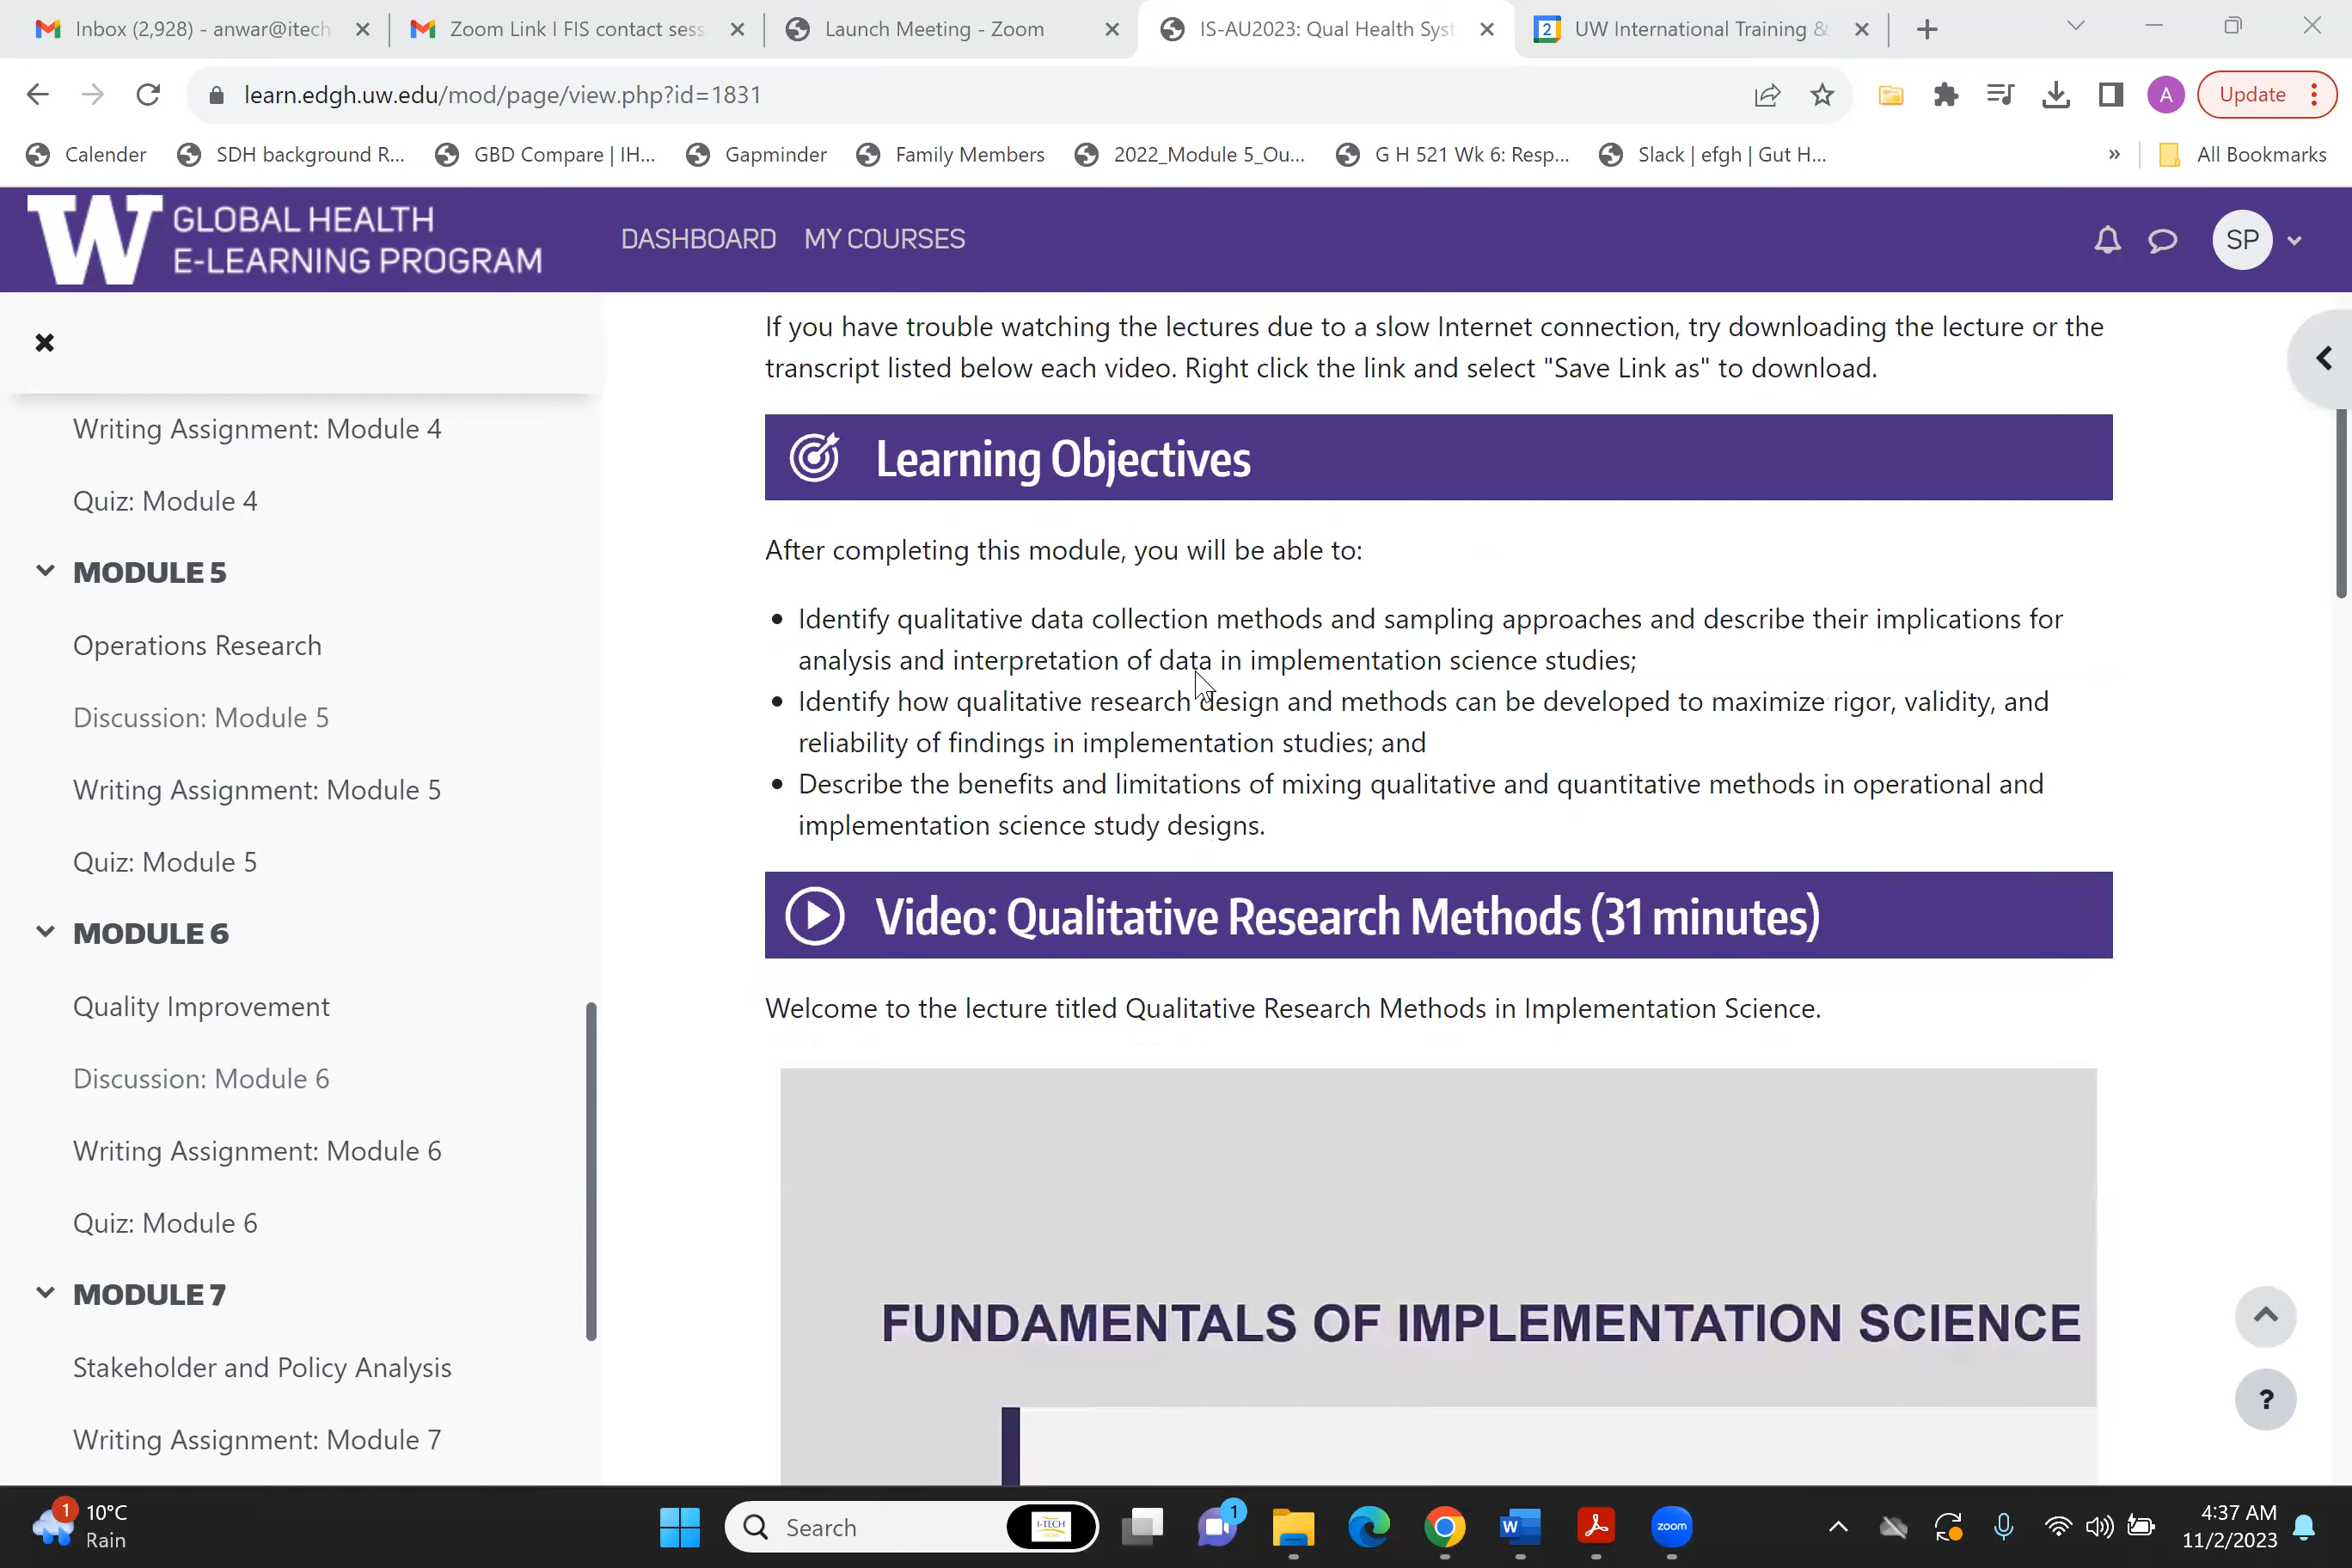 Inbox (2,928) - anwar@itech
Zoom Link I FIS contact sess
Launch Meeting - Zoom
IS-AU2023: Qual Health Syst
2
UW International Training &
learn.edgh.uw.edu/mod/page/view.php?id=1831
A
Update
Calender
SDH background R...
GBD Compare | IH...
Gapminder
Family Members
2022_Module 5_Ou...
G H 521 Wk 6: Resp...
Slack | efgh | Gut H...
»
All Bookmarks
W GLOBAL HEALTH
E-LEARNING PROGRAM
DASHBOARD
MY COURSES
SP
Writing Assignment: Module 4
Quiz: Module 4
MODULE 5
Operations Research
Discussion: Module 5
Writing Assignment: Module 5
Quiz: Module 5
MODULE 6
Quality Improvement
Discussion: Module 6
Writing Assignment: Module 6
Quiz: Module 6
MODULE 7
Stakeholder and Policy Analysis
Writing Assignment: Module 7
If you have trouble watching the lectures due to a slow Internet connection, try downloading the lecture or the
transcript listed below each video. Right click the link and select "Save Link as" to download.
Learning Objectives
After completing this module, you will be able to:
Identify qualitative data collection methods and sampling approaches and describe their implications for
analysis and interpretation of data in implementation science studies;
Identify how qualitative research design and methods can be developed to maximize rigor, validity, and
reliability of findings in implementation studies; and
Describe the benefits and limitations of mixing qualitative and quantitative methods in operational and
implementation science study designs.
Video: Qualitative Research Methods (31 minutes)
Welcome to the lecture titled Qualitative Research Methods in Implementation Science.
FUNDAMENTALS OF IMPLEMENTATION SCIENCE
?
1
10°C
Rain
Search
I-TECH
1
W
zoom
4:37 AM
11/2/2023